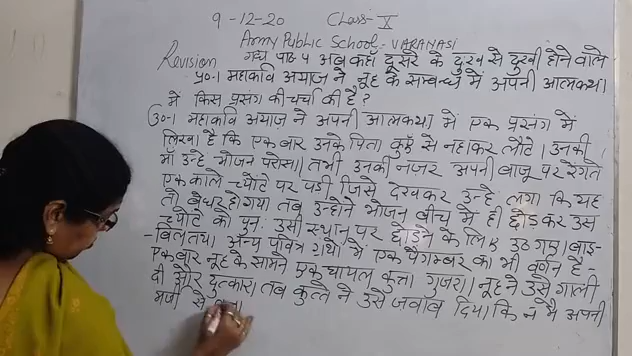 9-12-20 Class-X
Army Public School,- VARANASI
Revision गद्य पाठ 4 अब कहाँ दूसरे के दुख से दुखी होने वाले
प्र०-1 महाकवि अयाज़ ने नूह के सम्बन्ध में अपनी आत्मकथा
में किस प्रसंग की चर्चा की है?
उ०-1 महाकवि अयाज़ ने अपनी आत्मकथा में एक प्रसंग में
लिखा है कि एक बार उनके पिता कुएँ से नहाकर लौटे। उनकी
माँ उन्हे भोजन परोसा। तभी उनकी नज़र अपनी बाजू पर रेंगते
एक काले च्योंटे पर पड़ी जिसे देखकर उन्हे लगा कि यह
तो बेघर हो गया तब उन्होंने भोजन बीच में ही छोड़ कर उस
च्योंटे को पुनः उसी स्थान पर छोड़ने के लिए उठ गए। बाइ-
-बिल तथा अन्य पवित्र ग्रंथों में एक पैगम्बर का भी वर्णन है-
एक बार नूह के सामने एक घायल कुत्ता गुजरा। नूह ने उसे गाली
दी और दुत्कारा। तब कुत्ते ने उसे जवाब दिया कि न मै अपनी
मर्जी से